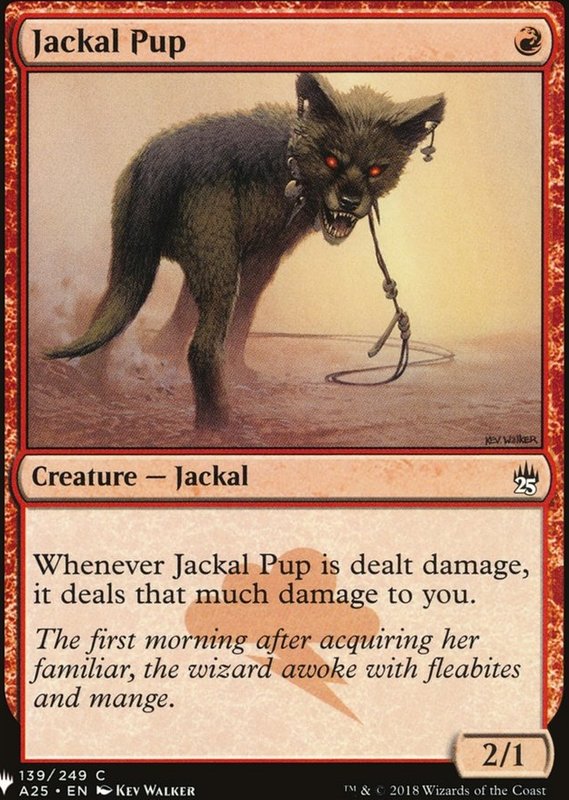 Jackal Pup
KEV WALKER
Creature — Jackal
25
Whenever Jackal Pup is dealt damage,
it deals that much damage to you.
The first morning after acquiring her
familiar, the wizard awoke with fleabites
and mange.
2/1
139/249 C
A25 • EN Kev Walker
™ & © 2018 Wizards of the Coast